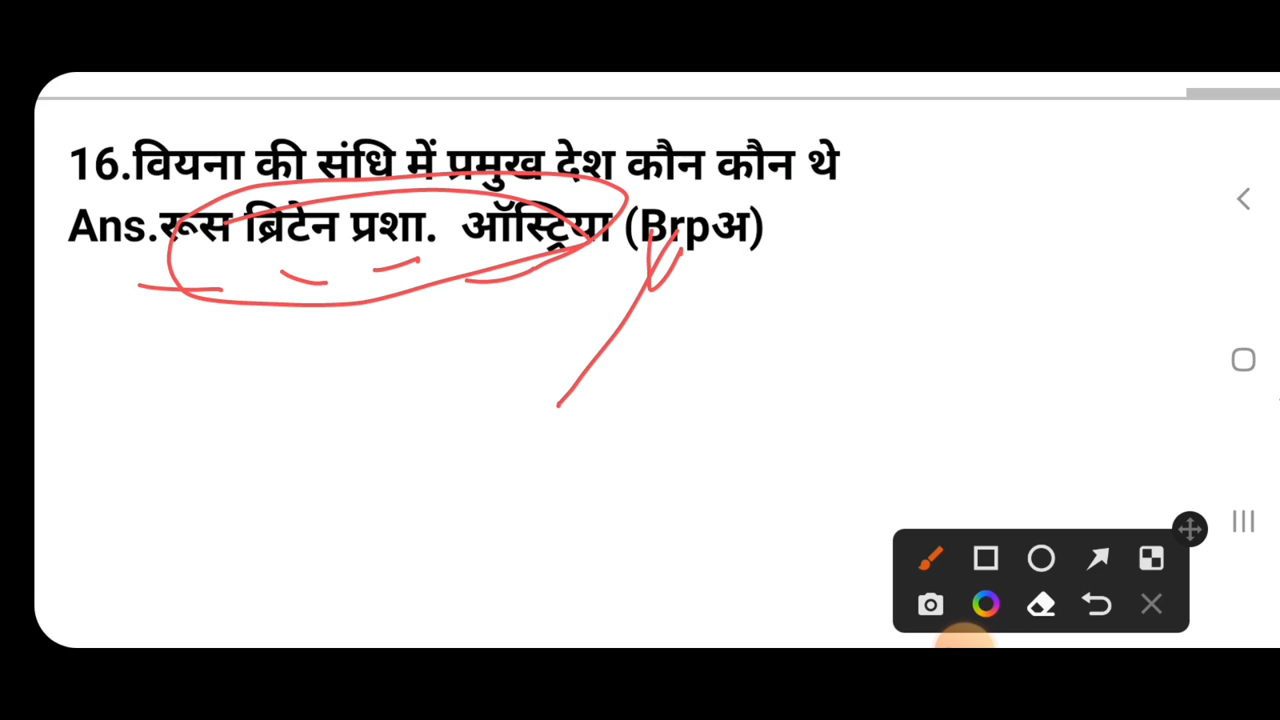 16.वियना की संधि में प्रमुख देश कौन कौन थे
Ans.रूस ब्रिटेन प्रशा. ऑस्ट्रिया (Brpअ)